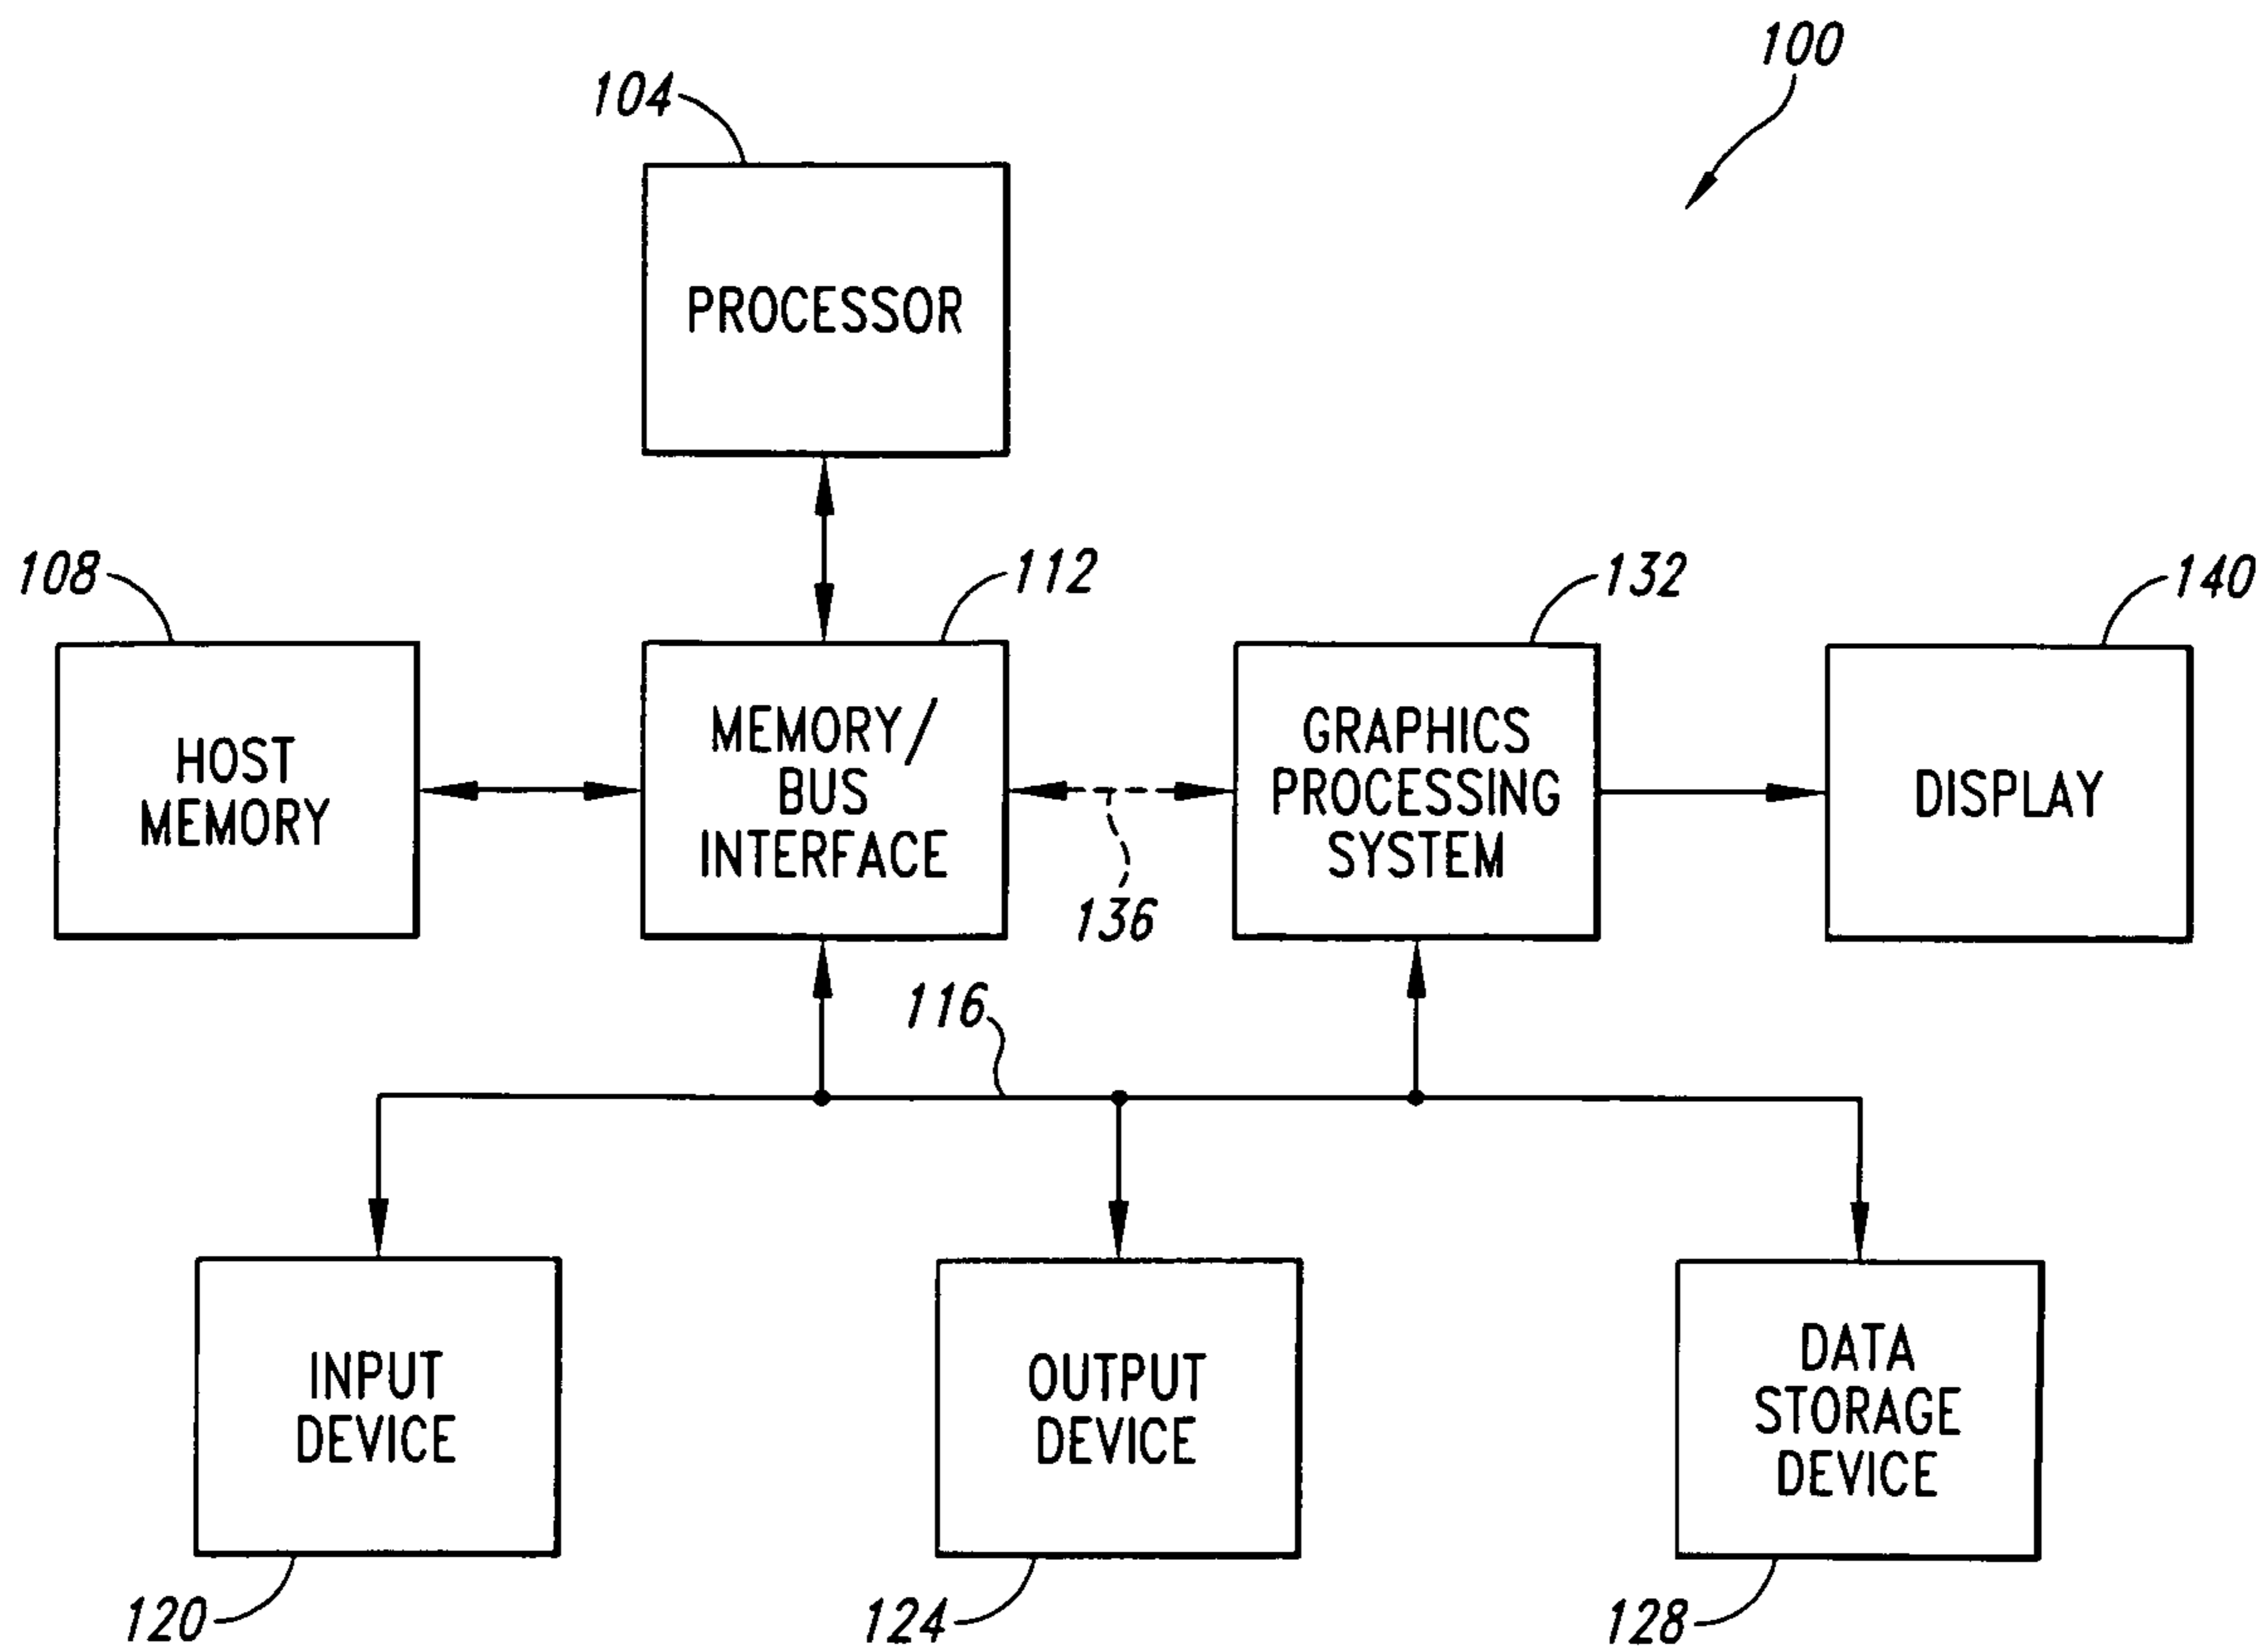 100
104
PROCESSOR
108
112
132
140
HOST
MEMORY
MEMORY/
BUS
INTERFACE
GRAPHICS
PROCESSING
SYSTEM
DISPLAY
136
116
INPUT
DEVICE
OUTPUT
DEVICE
DATA
STORAGE
DEVICE
120
124
128